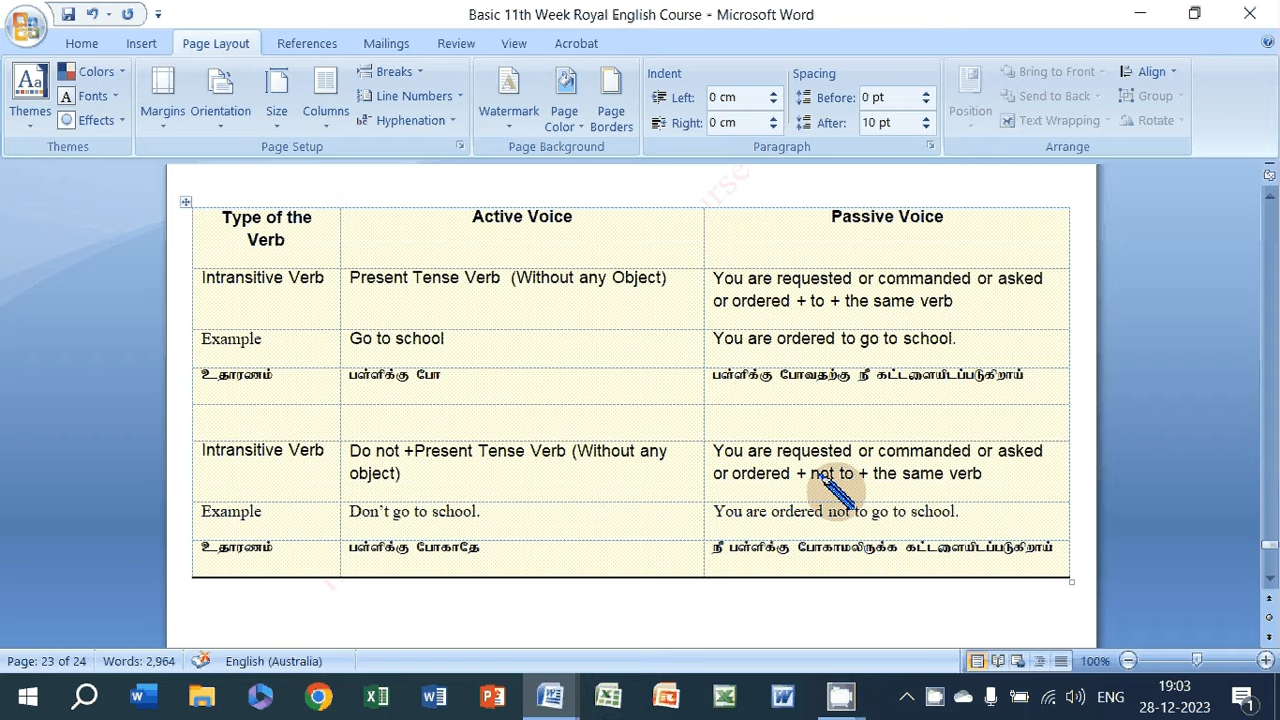 Basic 11th Week Royal English Course - Microsoft Word
Home Insert Page Layout References Mailings Review View Acrobat
Themes
Colors
Fonts
Effects
Themes
Margins Orientation Size Columns
Breaks
Line Numbers
Hyphenation
Page Setup
Watermark Page Color Page Borders
Page Background
Indent
Left: 0 cm
Right: 0 cm
Spacing
Before: 0 pt
After: 10 pt
Paragraph
Position
Bring to Front
Send to Back
Text Wrapping
Align
Group
Rotate
Arrange
Type of the Verb
Active Voice
Passive Voice
Intransitive Verb
Present Tense Verb (Without any Object)
You are requested or commanded or asked
or ordered + to + the same verb
Example
Go to school
You are ordered to go to school.
உதாரணம்
பள்ளிக்கு போ
பள்ளிக்கு போவதற்கு நீ கட்டளையிடப்படுகிறாய்
Intransitive Verb
Do not +Present Tense Verb (Without any
object)
You are requested or commanded or asked
or ordered + not to + the same verb
Example
Don't go to school.
You are ordered not to go to school.
உதாரணம்
பள்ளிக்கு போகாதே
நீ பள்ளிக்கு போகாமலிருக்க கட்டளையிடப்படுகிறாய்
Page: 23 of 24
Words: 2,964
English (Australia)
100%
ENG
19:03
28-12-2023